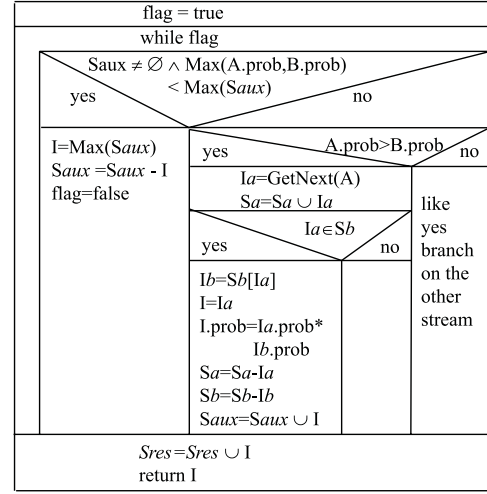 flag = true
while flag
Saux ≠ ∅ ∧ Max(A.prob,B.prob)
< Max(Saux)
yes
no
I=Max(Saux)
Saux =Saux - I
flag=false
yes
A.prob>B.prob
no
Ia=GetNext(A)
Sa=Sa ∪ Ia
Ia∈Sb
yes
no
like
yes
branch
on the
other
stream
Ib=Sb[Ia]
I=Ia
I.prob=Ia.prob*
Ib.prob
Sa=Sa-Ia
Sb=Sb-Ib
Saux=Saux ∪ I
Sres=Sres ∪ I
return I